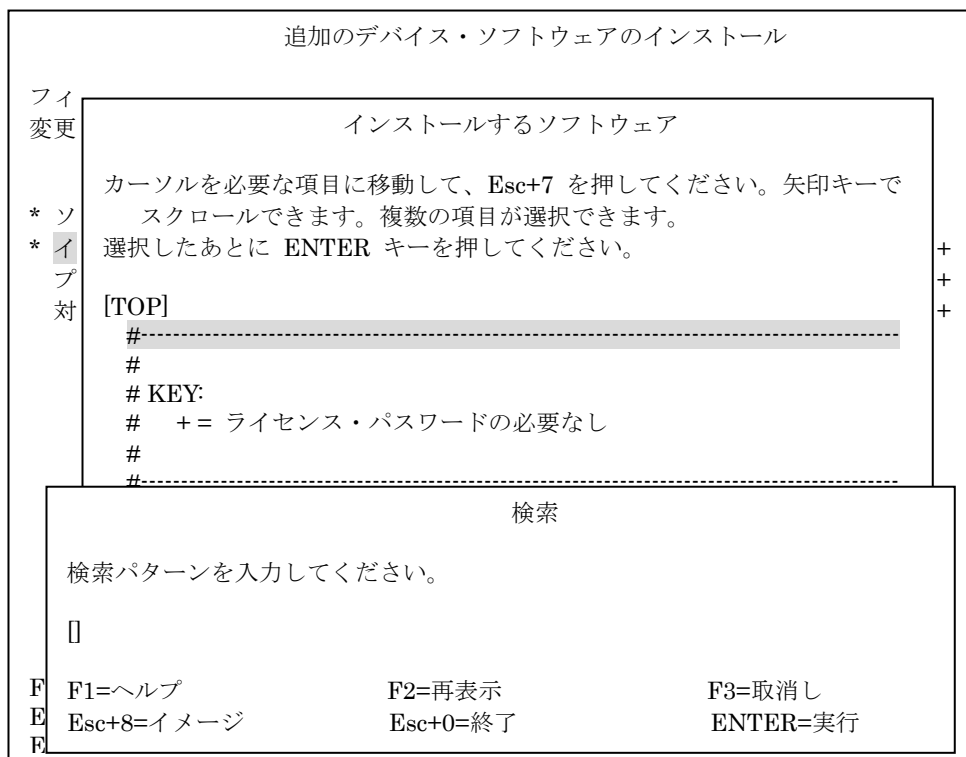 追加のデバイス・ソフトウェアのインストール
フィ
変更
インストールするソフトウェア
カーソルを必要な項目に移動して、Esc+7 を押してください。矢印キーで
* ソ スクロールできます。複数の項目が選択できます。
* イ 選択したあとに ENTER キーを押してください。 +
プ +
対 [TOP] +
#--------------------------------------------------------------------------------
#
# KEY:
# + = ライセンス・パスワードの必要なし
#
#--------------------------------------------------------------------------------
検索
検索パターンを入力してください。
[]
F F1=ヘルプ F2=再表示 F3=取消し
E Esc+8=イメージ Esc+0=終了 ENTER=実行
E